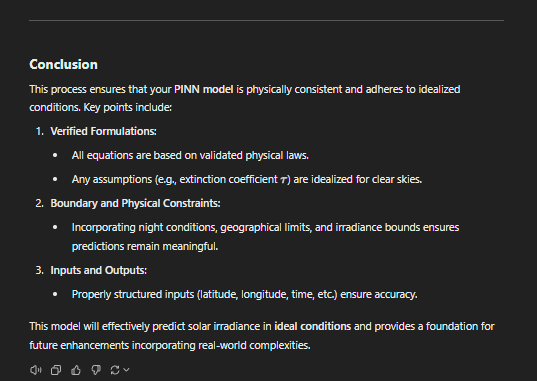 Conclusion
This process ensures that your PINN model is physically consistent and adheres to idealized
conditions. Key points include:
1. Verified Formulations:
• All equations are based on validated physical laws.
• Any assumptions (e.g., extinction coefficient τ) are idealized for clear skies.
2. Boundary and Physical Constraints:
• Incorporating night conditions, geographical limits, and irradiance bounds ensures
predictions remain meaningful.
3. Inputs and Outputs:
• Properly structured inputs (latitude, longitude, time, etc.) ensure accuracy.
This model will effectively predict solar irradiance in ideal conditions and provides a foundation for
future enhancements incorporating real-world complexities.